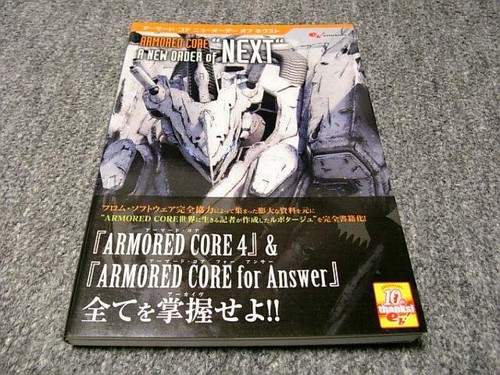 アーマード・コア ニューオーダー オブ ネクスト
ARMORED CORE
A NEW ORDER of "NEXT"
フロム・ソフトウェア完全協力によって集まった膨大な資料を元に
"ARMORED CORE世界に生きる記者が作成したルポタージュ"を完全書籍化!
アーマード・コア
『ARMORED CORE 4』&
アーマード・コア フォー アンサー
『ARMORED CORE for Answer』
アーカイヴ
全てを掌握せよ!!
10th
thanks!